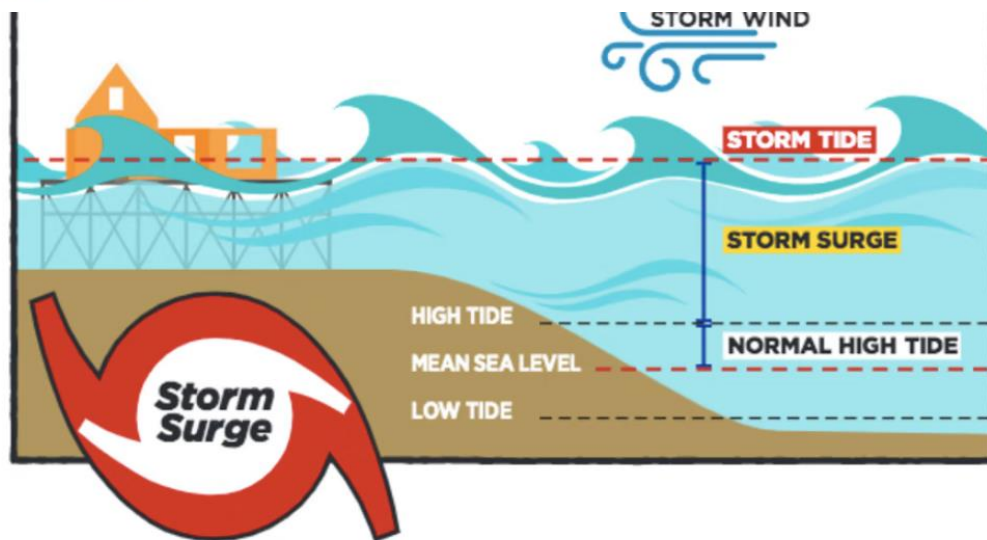 STORM WIND
STORM TIDE
STORM SURGE
HIGH TIDE
NORMAL HIGH TIDE
MEAN SEA LEVEL
LOW TIDE
Storm
Surge